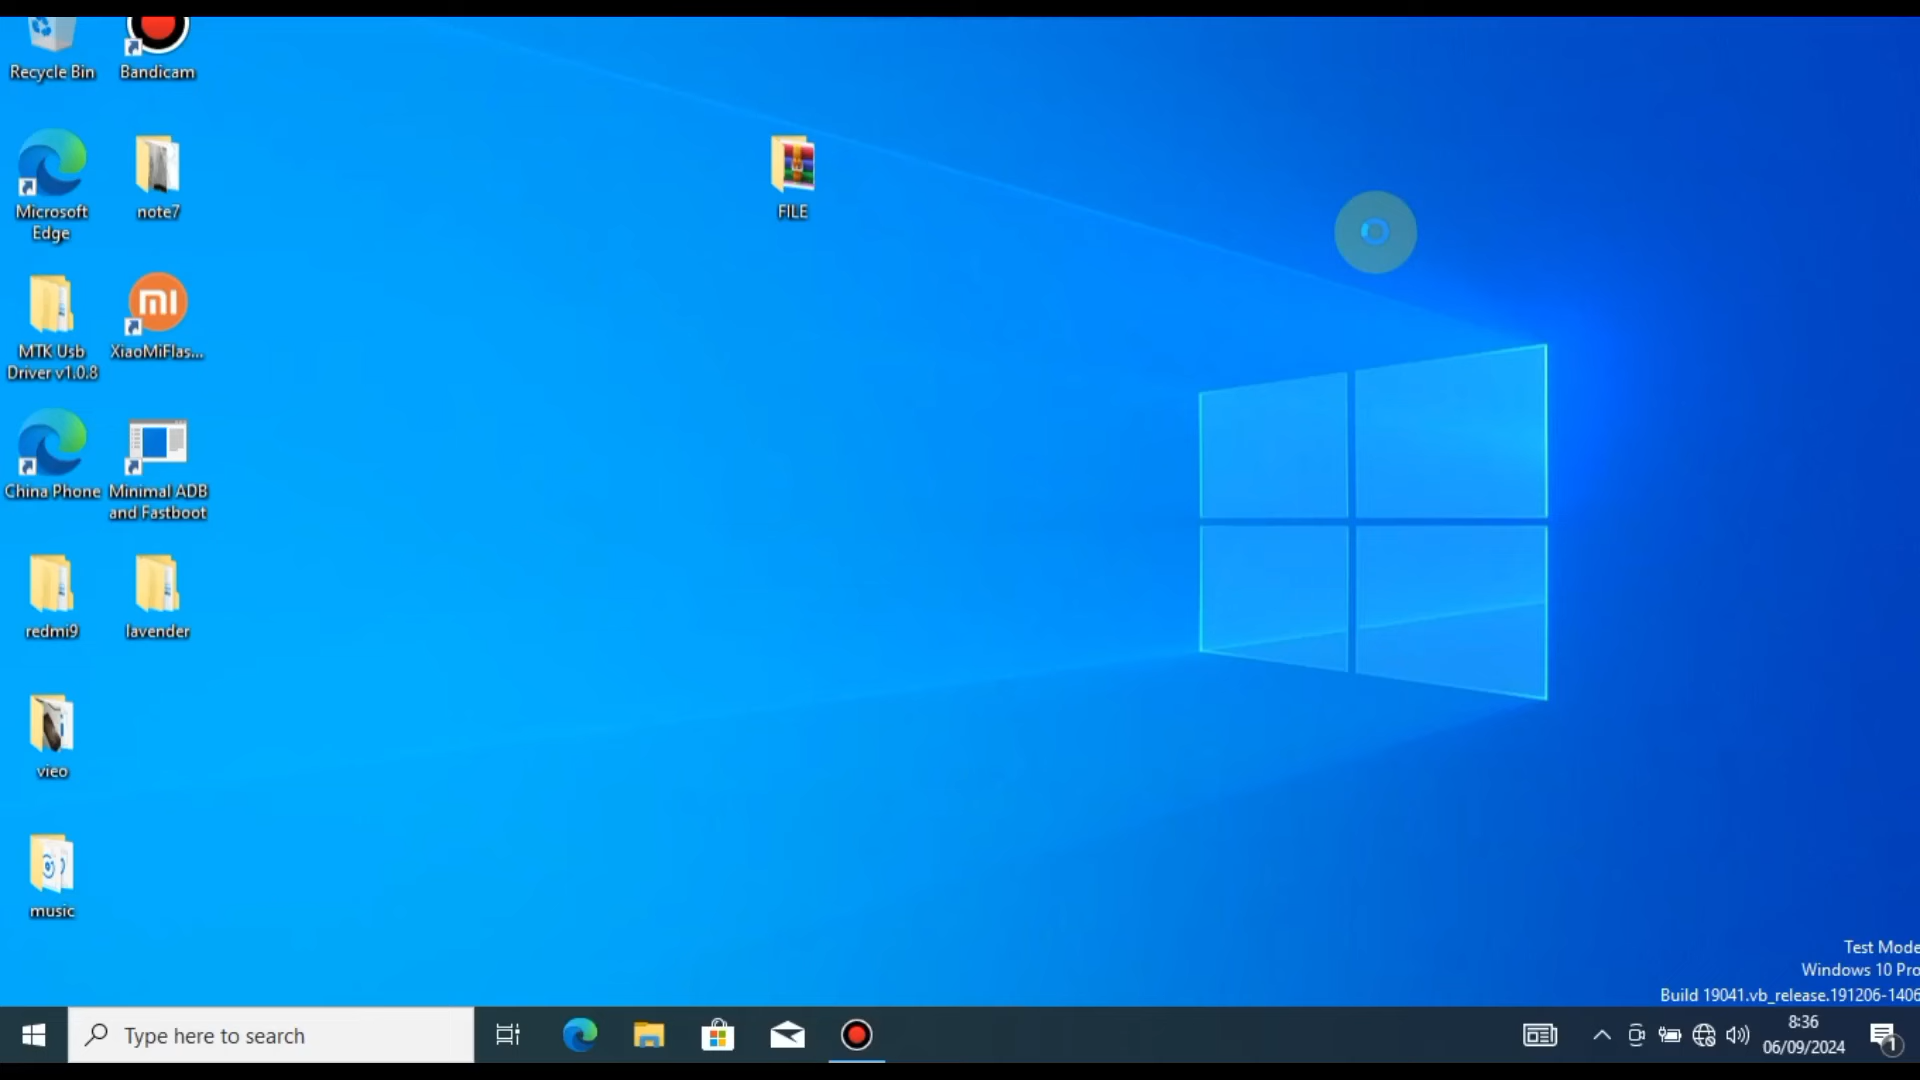 Recycle Bin
Bandicam
Microsoft
Edge
note7
FILE
MTK Usb
Driver v1.0.8
mi
XiaoMiFlas...
China Phone
Minimal ADB
and Fastboot
redmi9
lavender
vieo
music
Test Mode
Windows 10 Pro
Build 19041.vb_release.191206-1406
Type here to search
8:36
06/09/2024
1